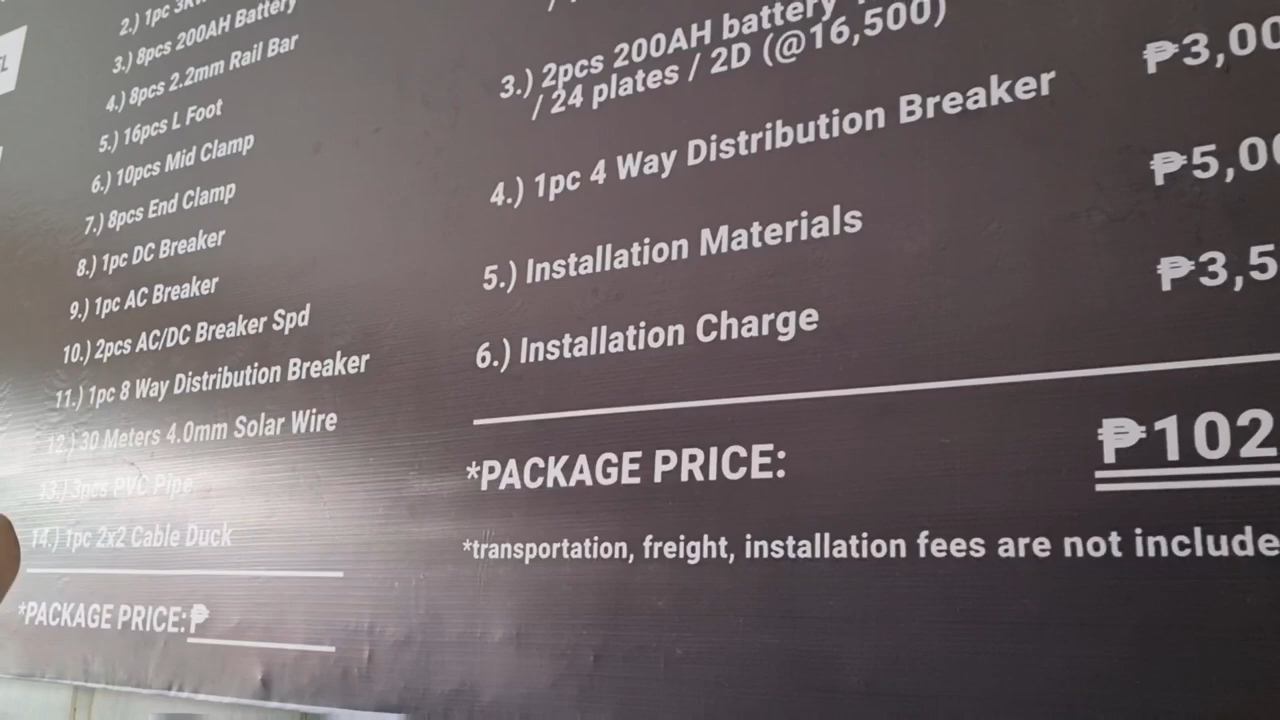 2.) 1pc
3.) 8pcs 200AH Battery
4.) 8pcs 2.2mm Rail Bar
5.) 16pcs L Foot
6.) 10pcs Mid Clamp
7.) 8pcs End Clamp
8.) 1pc DC Breaker
9.) 1pc AC Breaker
10.) 2pcs AC/DC Breaker Spd
11.) 1pc 8 Way Distribution Breaker
12.) 30 Meters 4.0mm Solar Wire
13.) 3pcs PVC Pipe
14.) 1pc 2x2 Cable Duck
*PACKAGE PRICE:₱
3.) 2pcs 200AH battery
/ 24 plates / 2D (@16,500)
4.) 1pc 4 Way Distribution Breaker
₱3,00
5.) Installation Materials
₱5,00
6.) Installation Charge
₱3,5
*PACKAGE PRICE:
₱102
*transportation, freight, installation fees are not include